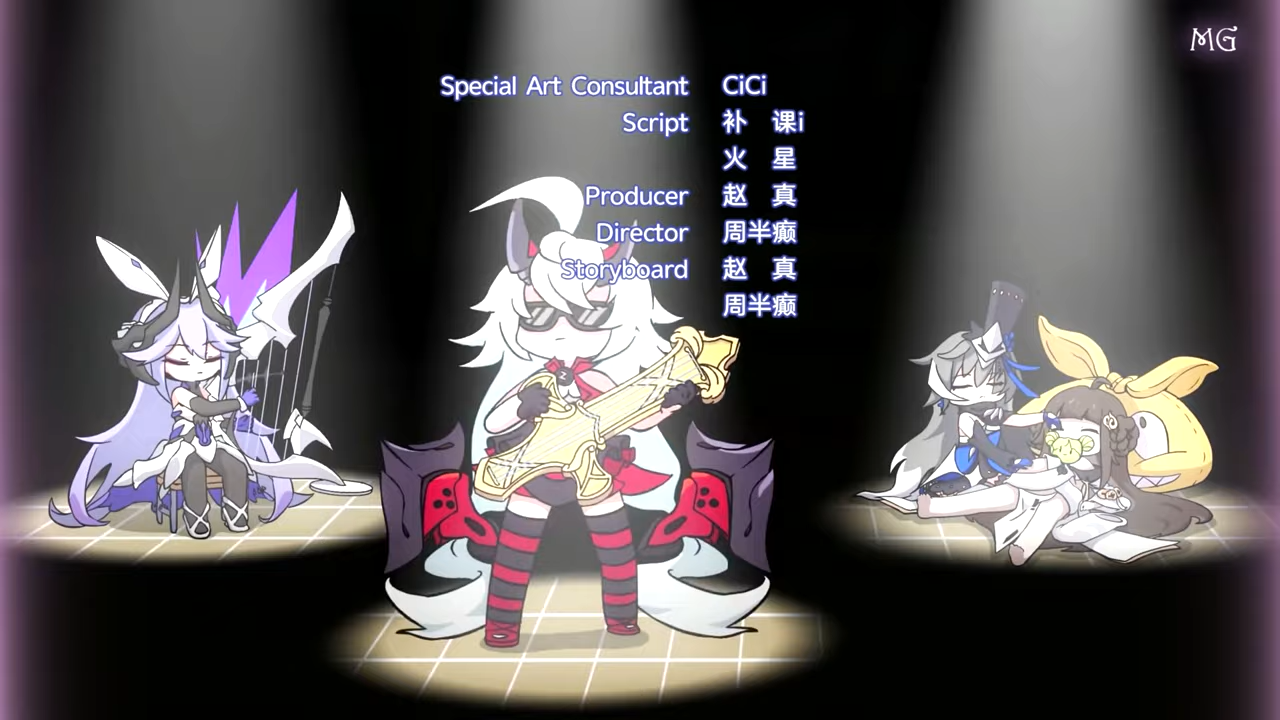 MG
Special Art Consultant CiCi
Script 补 课i
火 星
Producer 赵 真
Director 周半癫
Storyboard 赵 真
周半癫